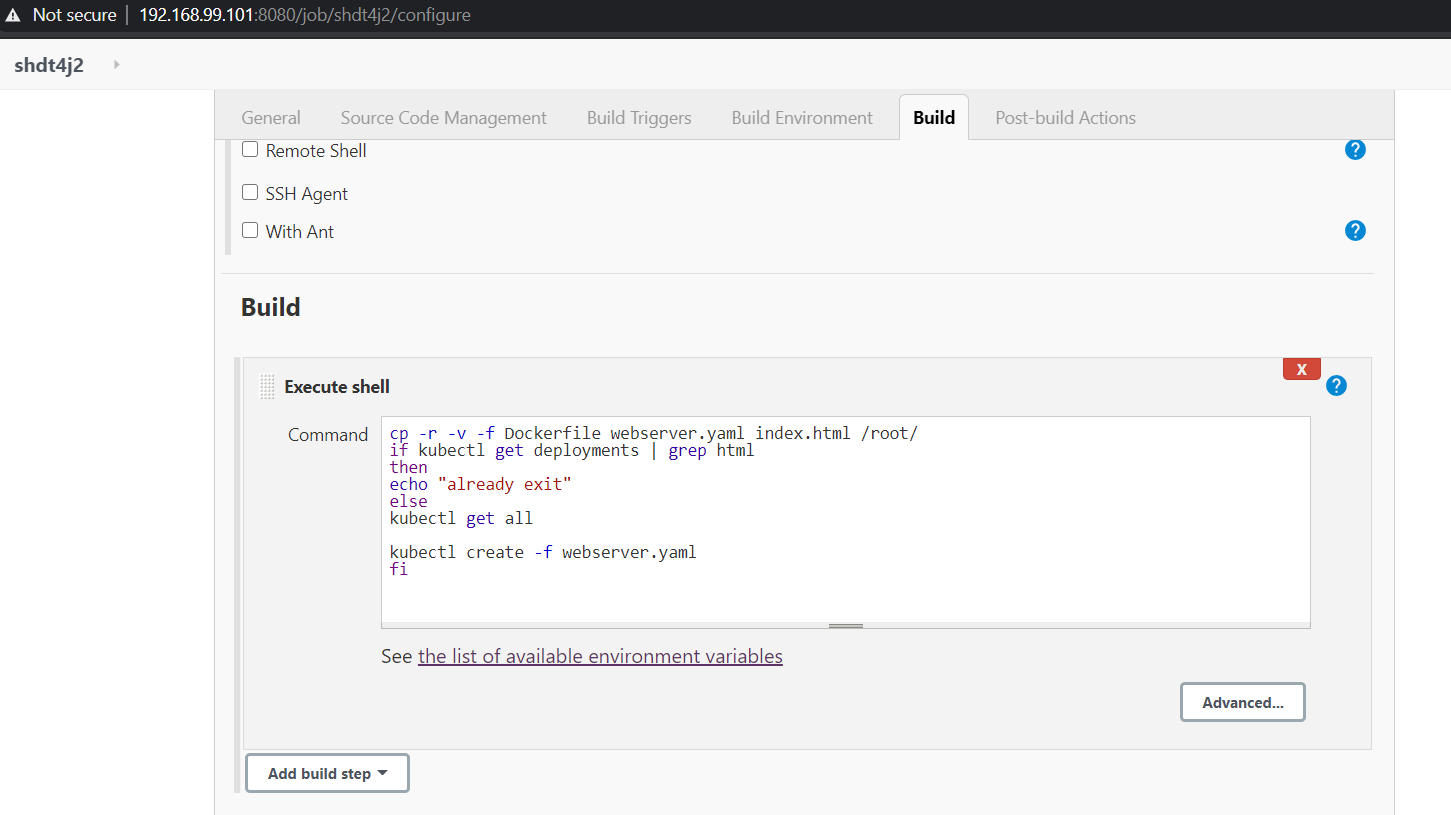 Not secure 192.168.99.101:8080/job/shdt4j2/configure
shdt4j2
General Source Code Management Build Triggers Build Environment Build Post-build Actions
Remote Shell ?
SSH Agent
With Ant ?
Build
X
Execute shell ?
Command
cp -r -v -f Dockerfile webserver.yaml index.html /root/
if kubectl get deployments | grep html
then
echo "already exit"
else
kubectl get all
kubectl create -f webserver.yaml
fi
See the list of available environment variables
Advanced...
Add build step